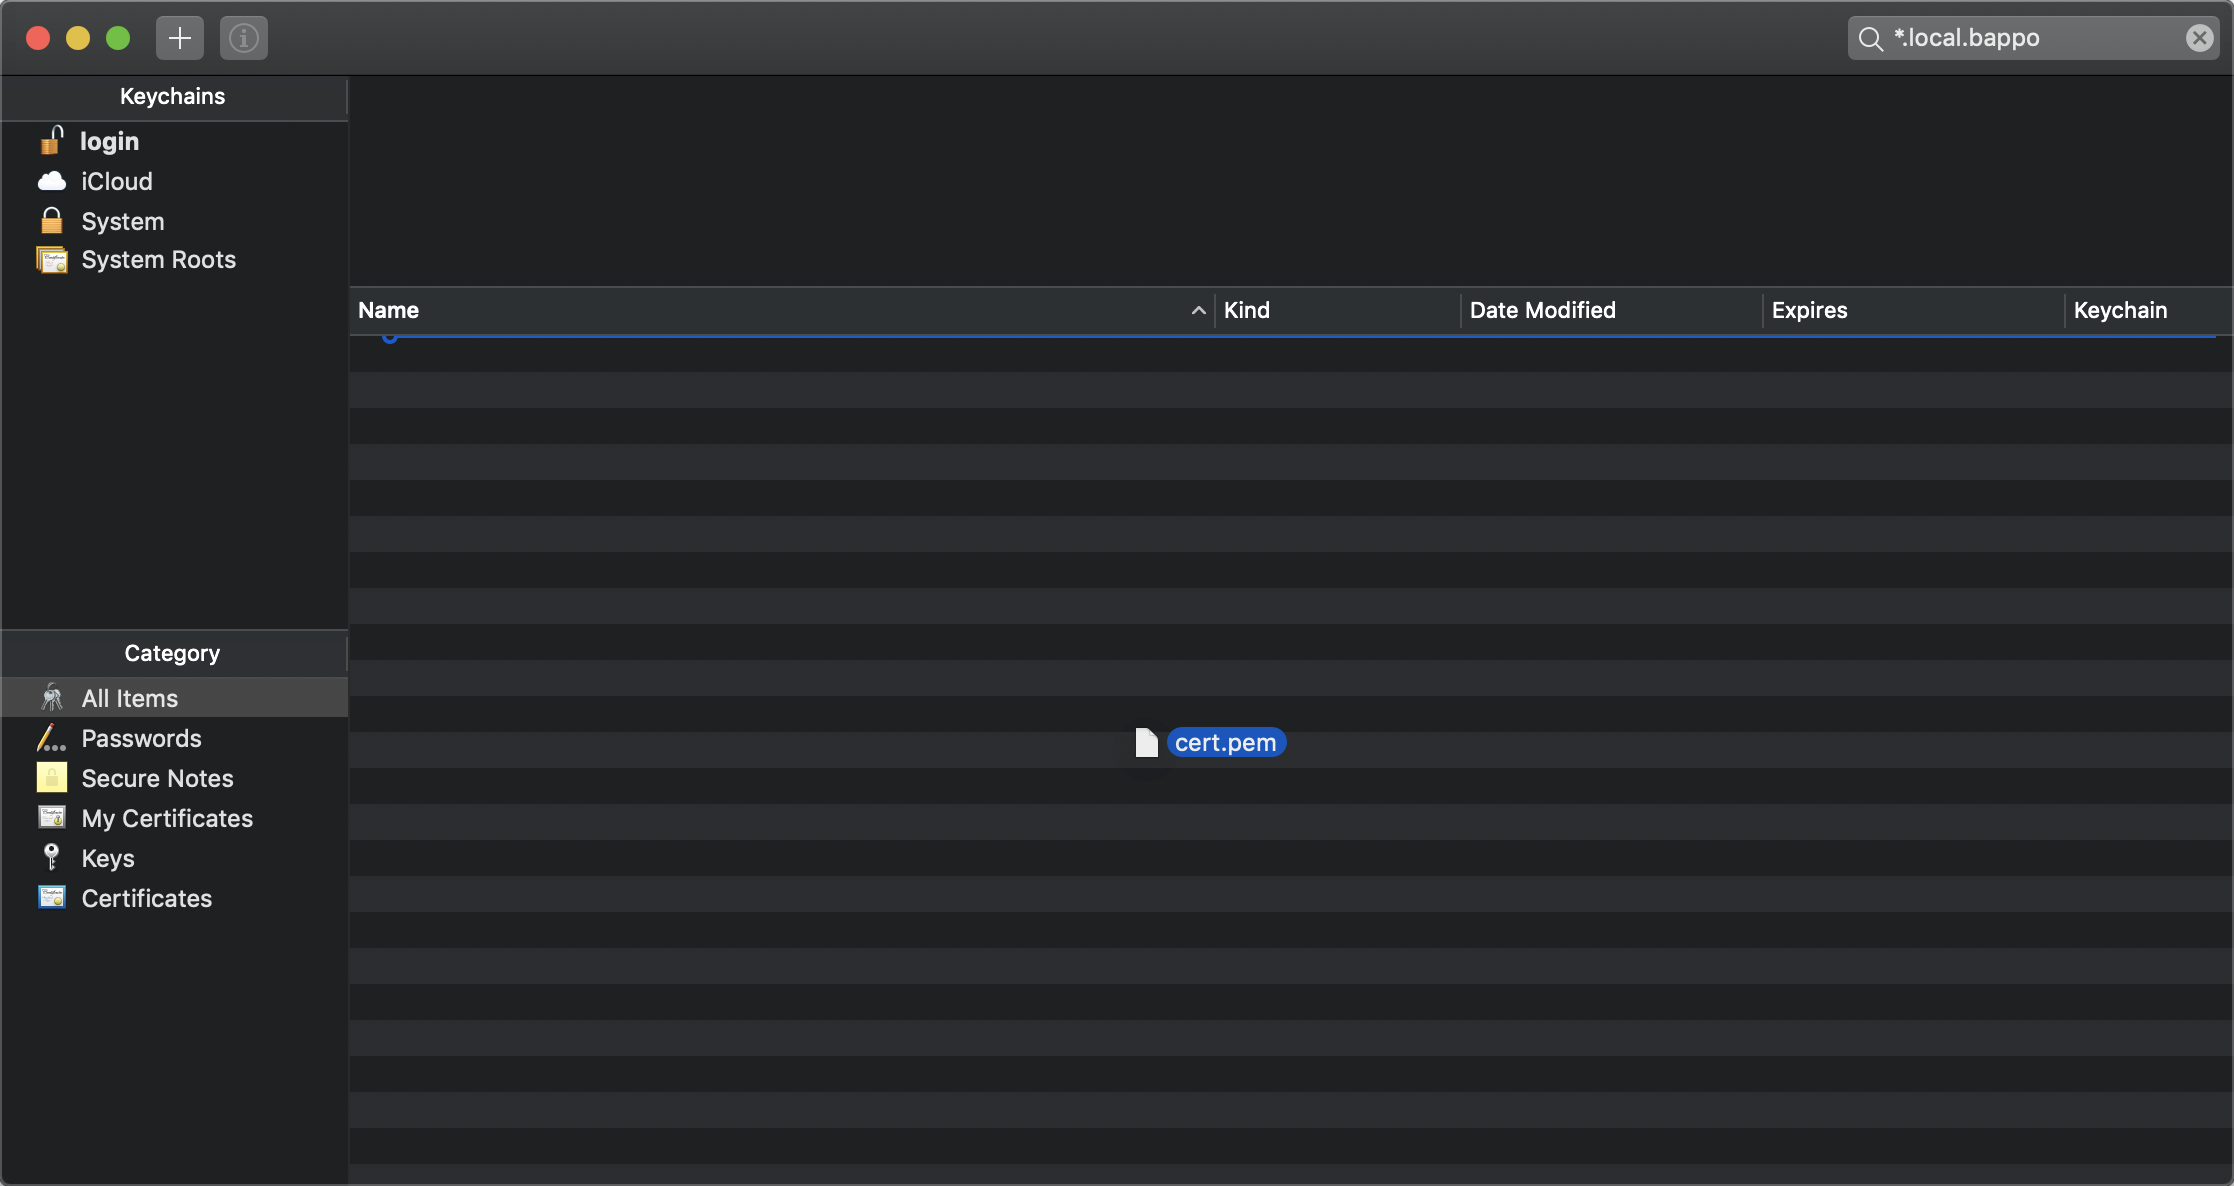 *.local.bappo
Keychains
login
iCloud
System
System Roots
Name
Kind
Date Modified
Expires
Keychain
cert.pem
Category
All Items
Passwords
Secure Notes
My Certificates
Keys
Certificates